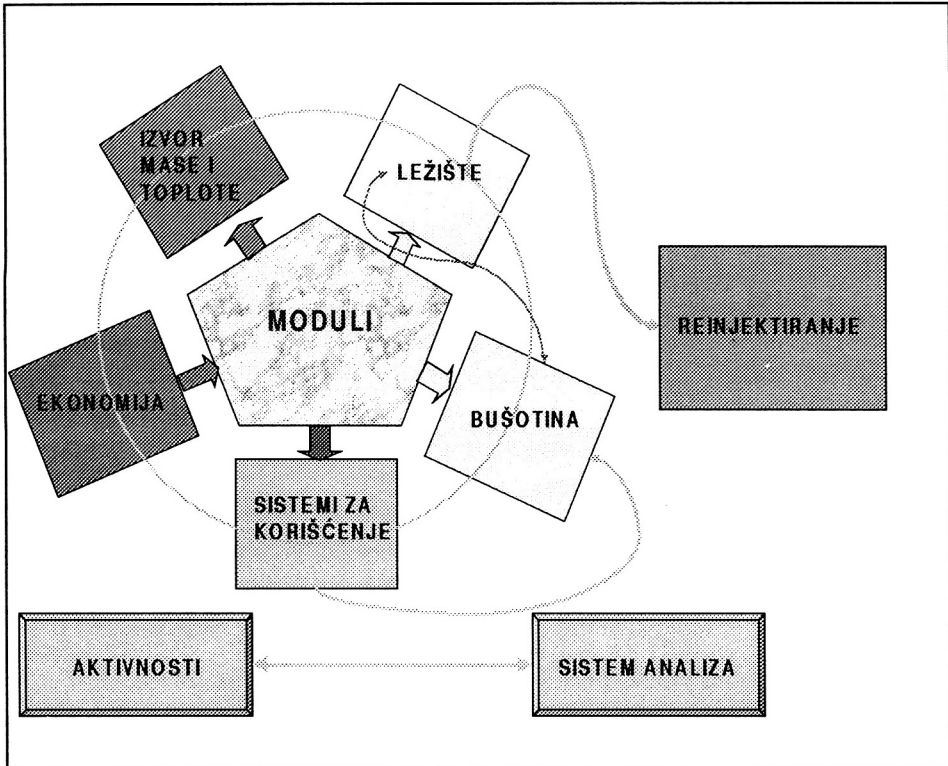 IZVOR
MASE I
TOPLOTE
LEŽIŠTE
MODULI
REINJEKTIRANJE
EKONOMIJA
BUŠOTINA
SISTEMI ZA
KORIŠĆENJE
AKTIVNOSTI
SISTEM ANALIZA